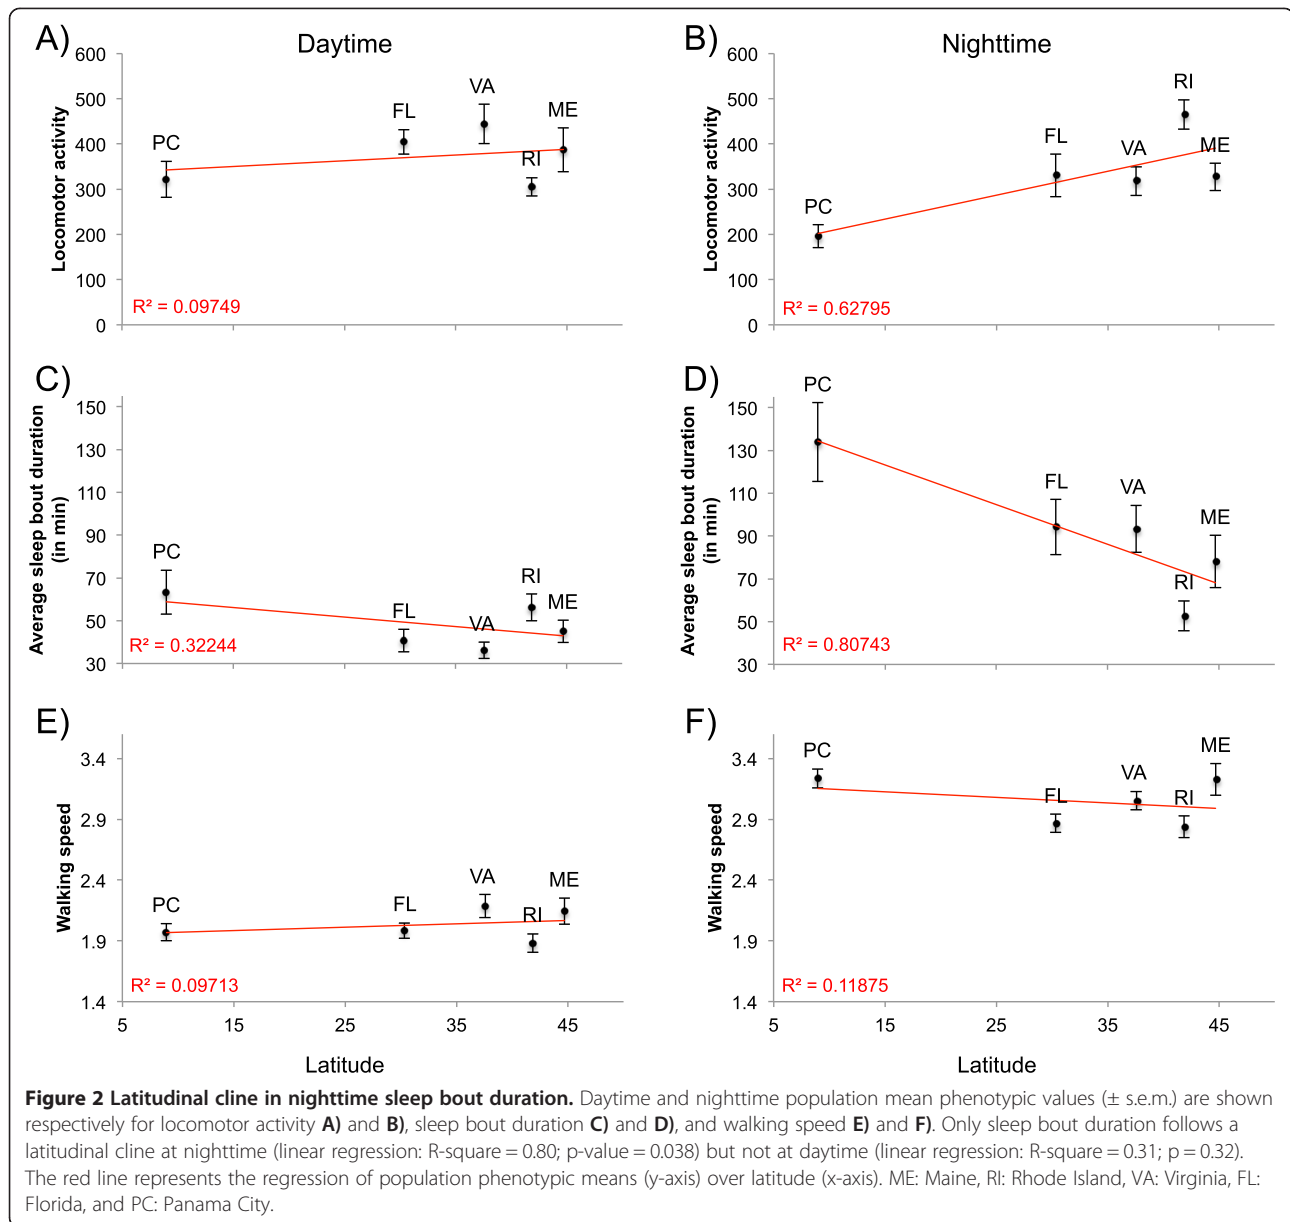 A)
Daytime
Locomotor activity
600
500
400
300
200
100
0
PC
FL
VA
RI
ME
R² = 0.09749
B)
Nighttime
Locomotor activity
600
500
400
300
200
100
0
PC
FL
VA
RI
ME
R² = 0.62795
C)
Average sleep bout duration
(in min)
150
130
110
90
70
50
30
PC
FL
VA
RI
ME
R² = 0.32244
D)
Average sleep bout duration
(in min)
150
130
110
90
70
50
30
PC
FL
VA
RI
ME
R² = 0.80743
E)
Walking speed
3.4
2.9
2.4
1.9
1.4
PC
FL
VA
RI
ME
R² = 0.09713
5 15 25 35 45
Latitude
F)
Walking speed
3.4
2.9
2.4
1.9
1.4
PC
FL
VA
RI
ME
R² = 0.11875
5 15 25 35 45
Latitude
Figure 2 Latitudinal cline in nighttime sleep bout duration. Daytime and nighttime population mean phenotypic values (± s.e.m.) are shown
respectively for locomotor activity A) and B), sleep bout duration C) and D), and walking speed E) and F). Only sleep bout duration follows a
latitudinal cline at nighttime (linear regression: R-square = 0.80; p-value = 0.038) but not at daytime (linear regression: R-square = 0.31; p = 0.32).
The red line represents the regression of population phenotypic means (y-axis) over latitude (x-axis). ME: Maine, RI: Rhode Island, VA: Virginia, FL:
Florida, and PC: Panama City.